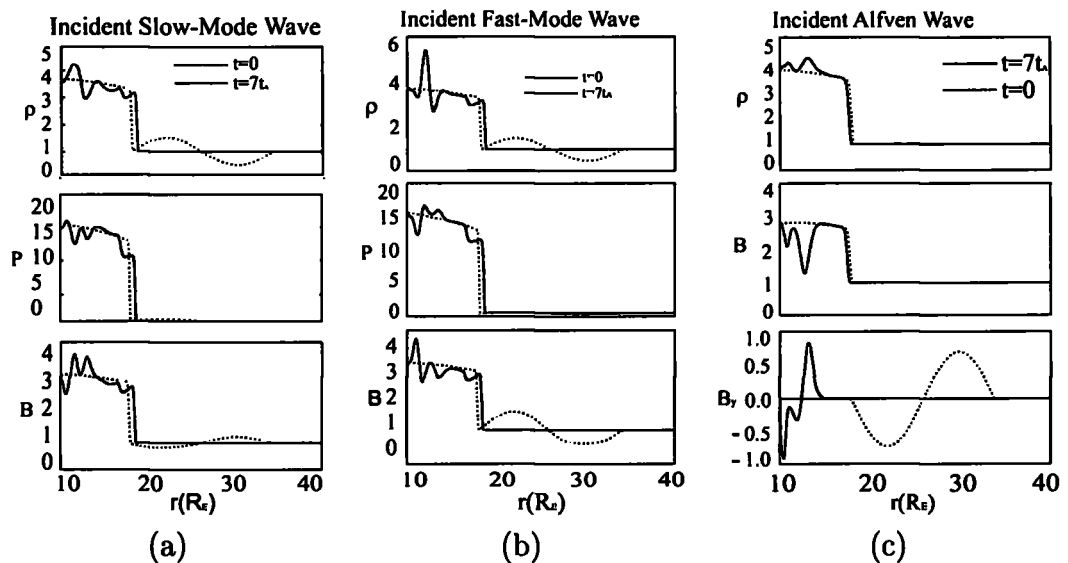 Incident Slow-Mode Wave
5
4
3
2
1
0
ρ
t=0
t=7tₐ
20
15
10
5
0
P
4
3
2
1
0
B
10 20 30 40
r(R_E)
(a)
Incident Fast-Mode Wave
6
4
2
0
ρ
t=0
t=7tₐ
20
15
10
5
0
P
4
3
2
1
0
B
10 20 30 40
r(R_E)
(b)
Incident Alfven Wave
5
4
3
2
1
0
ρ
t=7tₐ
t=0
4
3
2
1
0
B
1.0
0.5
0.0
-0.5
-1.0
B_y
10 20 30 40
r(R_E)
(c)